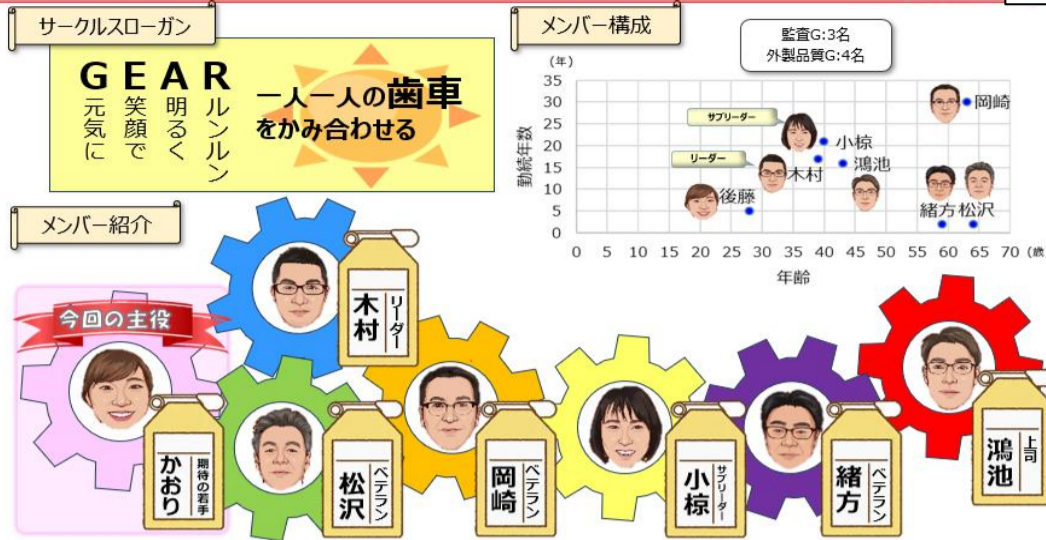 サークルスローガン
G E A R
元気に
笑顔で
明るく
ルンルン
一人一人の歯車
をかみ合わせる
メンバー構成
監査G:3名
外製品質G:4名
(年)
勤続年数
35
30
25
20
15
10
5
0
0 5 10 15 20 25 30 35 40 45 50 55 60 65 70 (歳)
年齢
サブリーダー
リーダー
岡崎
小椋
鴻池
木村
後藤
緒方
松沢
メンバー紹介
今回の主役
期待の若手
かおり
リーダー
木村
ベテラン
松沢
ベテラン
岡崎
サブリーダー
小椋
ベテラン
緒方
上司
鴻池